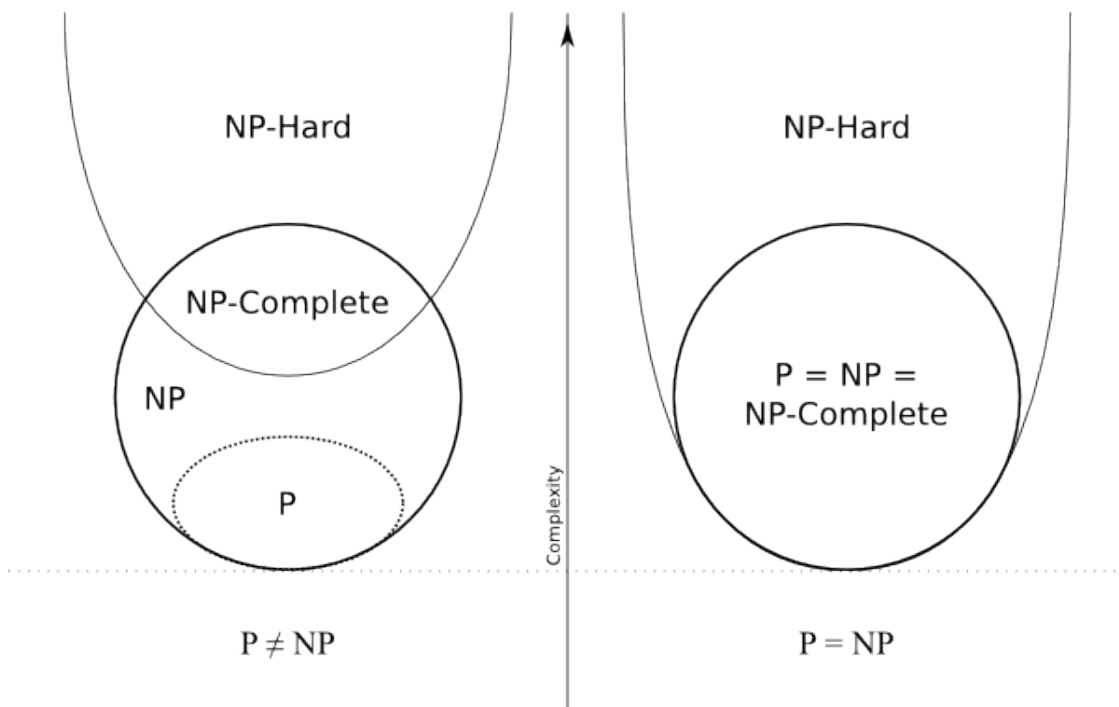 NP-Hard
NP-Complete
NP
P
P ≠ NP
Complexity
NP-Hard
P = NP =
NP-Complete
P = NP